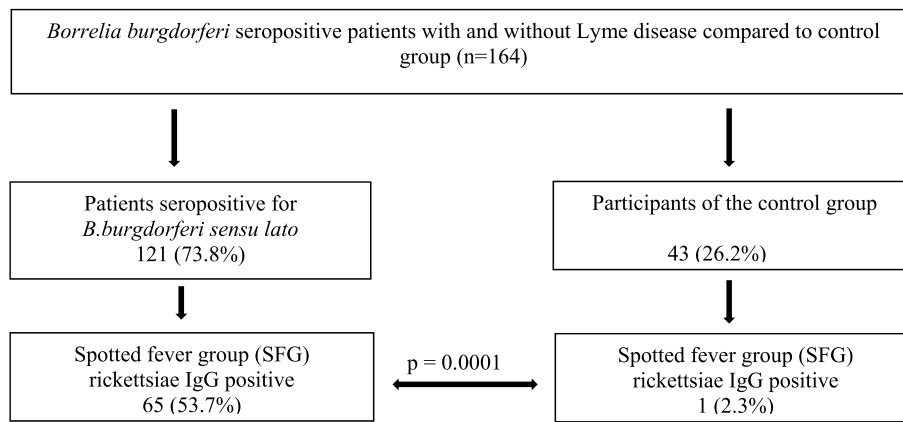 Borrelia burgdorferi seropositive patients with and without Lyme disease compared to control
group (n=164)
Patients seropositive for
B.burgdorferi sensu lato
121 (73.8%)
Participants of the control group
43 (26.2%)
Spotted fever group (SFG)
rickettsiae IgG positive
65 (53.7%)
p = 0.0001
Spotted fever group (SFG)
rickettsiae IgG positive
1 (2.3%)